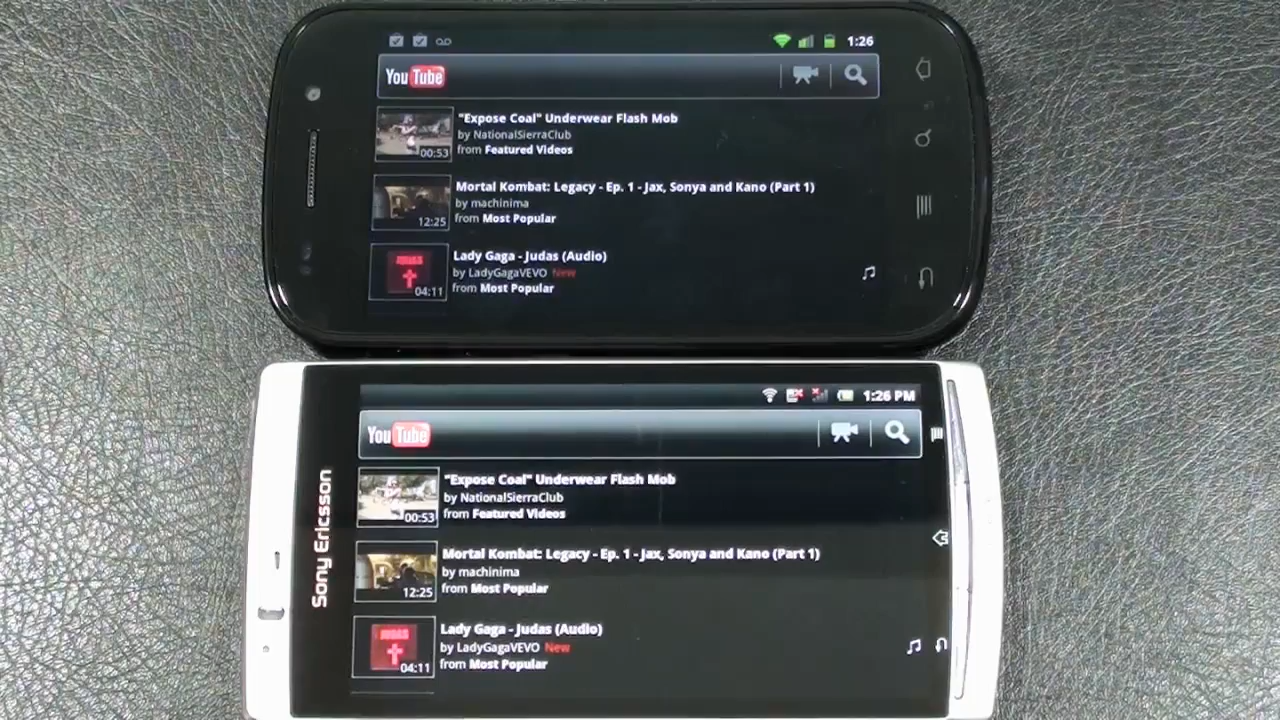 1:26
YouTube
"Expose Coal" Underwear Flash Mob
by NationalSierraClub
from Featured Videos
00:53
Mortal Kombat: Legacy - Ep. 1 - Jax, Sonya and Kano (Part 1)
by machinima
from Most Popular
12:25
Lady Gaga - Judas (Audio)
by LadyGagaVEVO New
from Most Popular
JUDAS
04:11
Sony Ericsson
1:26 PM
YouTube
"Expose Coal" Underwear Flash Mob
by NationalSierraClub
from Featured Videos
00:53
Mortal Kombat: Legacy - Ep. 1 - Jax, Sonya and Kano (Part 1)
by machinima
from Most Popular
12:25
Lady Gaga - Judas (Audio)
by LadyGagaVEVO New
from Most Popular
JUDAS
04:11